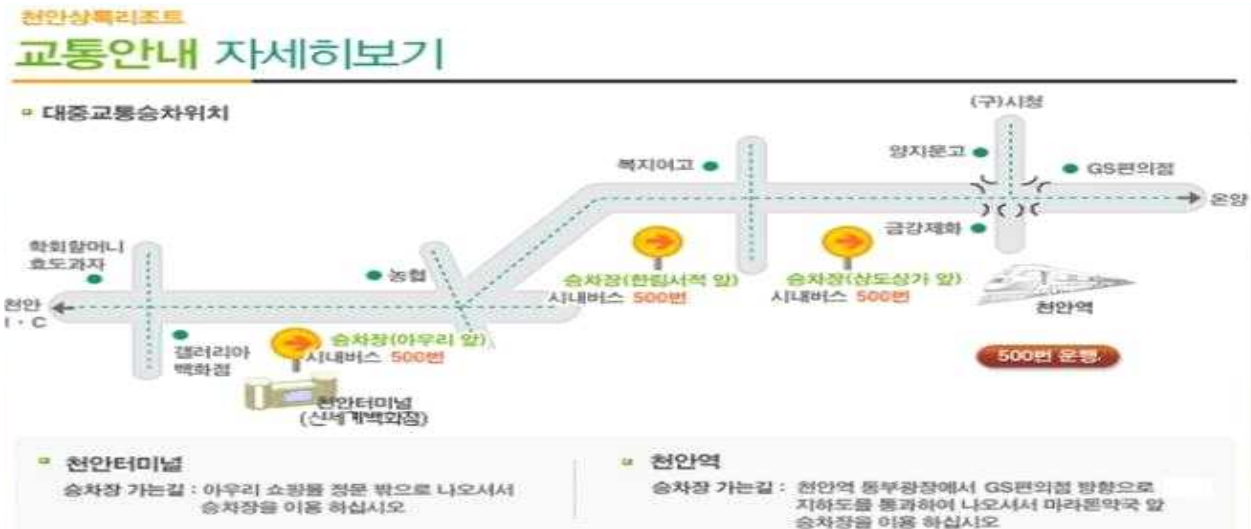 천안상록리조트
교통안내 자세히보기
대중교통승차위치
(구)시청
복지여고
양지문고
GS편의점
온양
금강제화
학화할머니
효도과자
농협
승차장(한림서적 앞)
시내버스 500번
승차장(상도상가 앞)
시내버스 500번
천안역
천안
I · C
갤러리아
백화점
승차장(아우리 앞)
시내버스 500번
500번 운행
천안터미널
(신세계백화점)
천안터미널
승차장 가는길 : 아우리 쇼핑몰 정문 밖으로 나오셔서
승차장을 이용 하십시오
천안역
승차장 가는길 : 천안역 동부광장에서 GS편의점 방향으로
지하도를 통과하여 나오셔서 마라톤약국 앞
승차장을 이용 하십시오